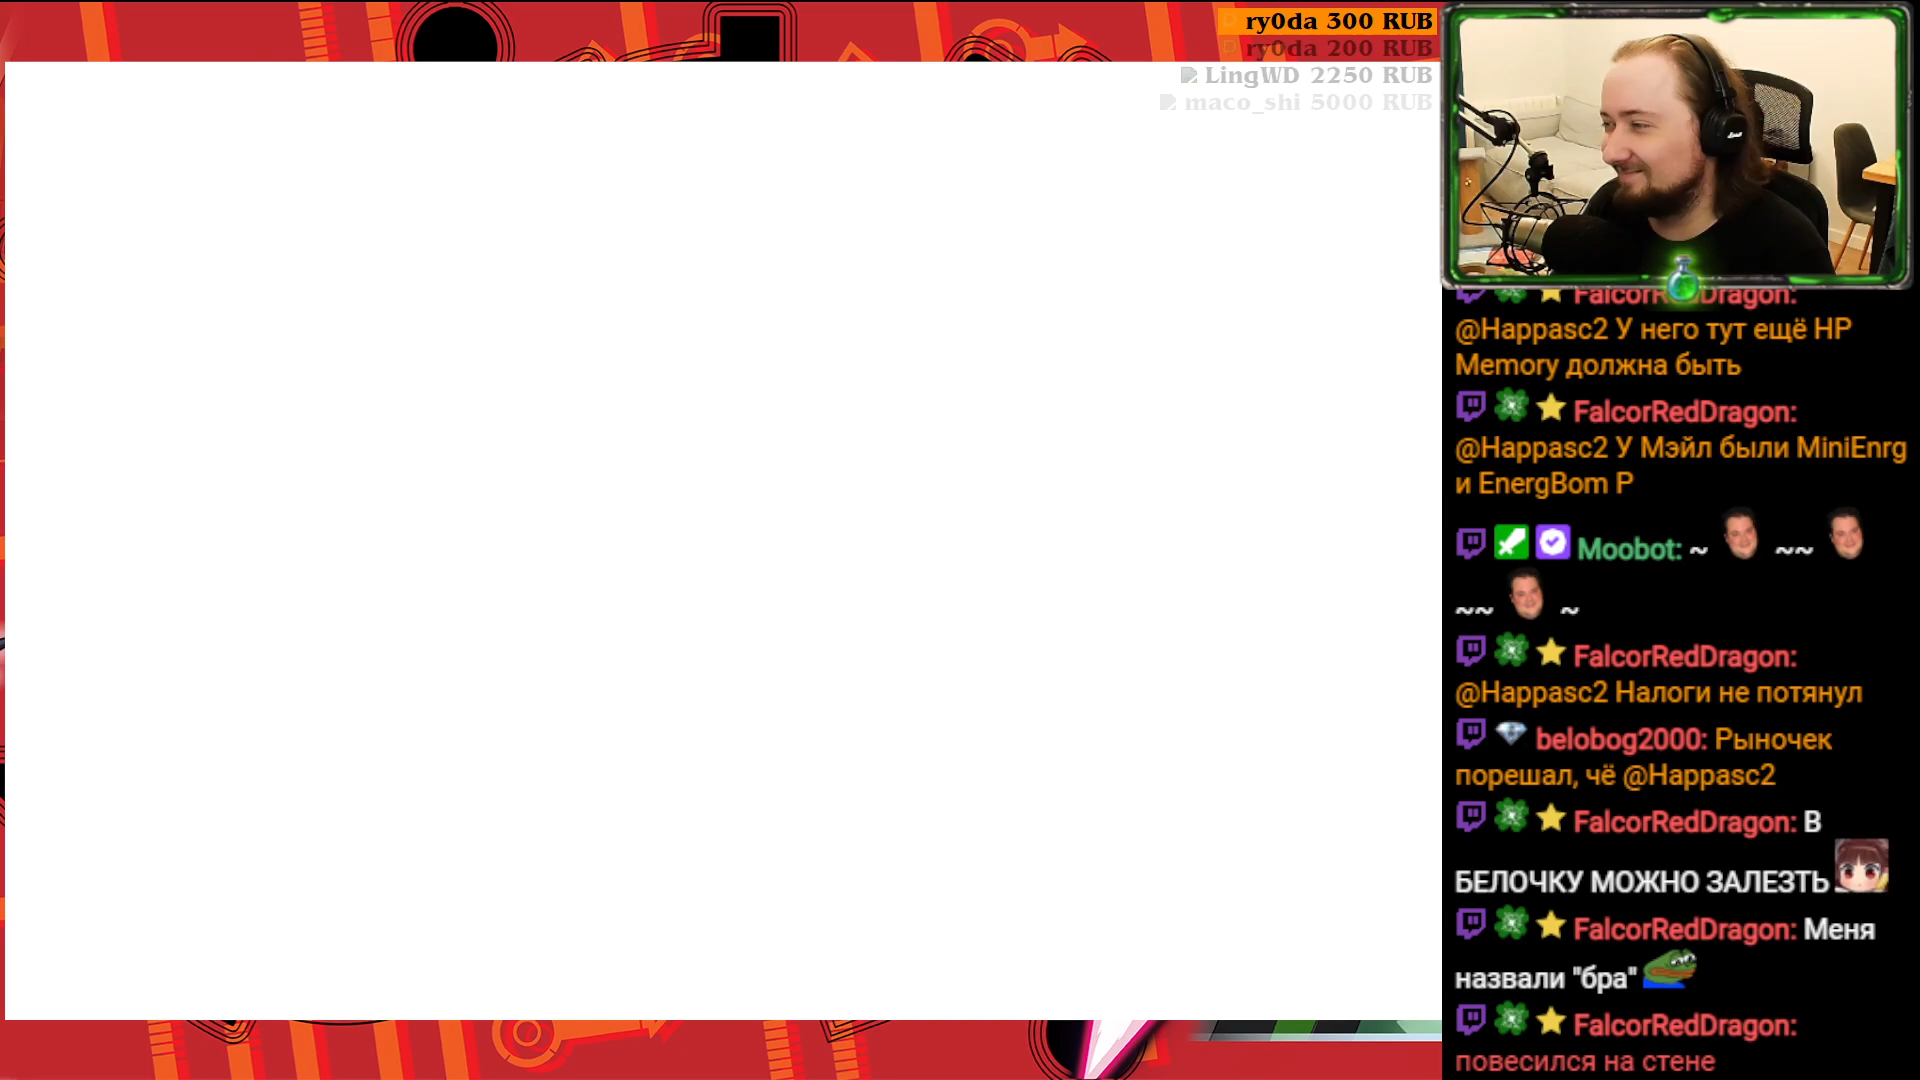 ry0da 300 RUB
ry0da 200 RUB
LingWD 2250 RUB
maco_shi 5000 RUB
FalcorRedDragon:
@Happasc2 У него тут ещё HP
Memory должна быть
FalcorRedDragon:
@Happasc2 У Мэйл были MiniEnrg
и EnergBom P
Moobot: ~ ~~
~~ ~
FalcorRedDragon:
@Happasc2 Налоги не потянул
belobog2000: Рыночек
порешал, чё @Happasc2
FalcorRedDragon: В
БЕЛОЧКУ МОЖНО ЗАЛЕЗТЬ
FalcorRedDragon: Меня
назвали "бра"
FalcorRedDragon:
повесился на стене